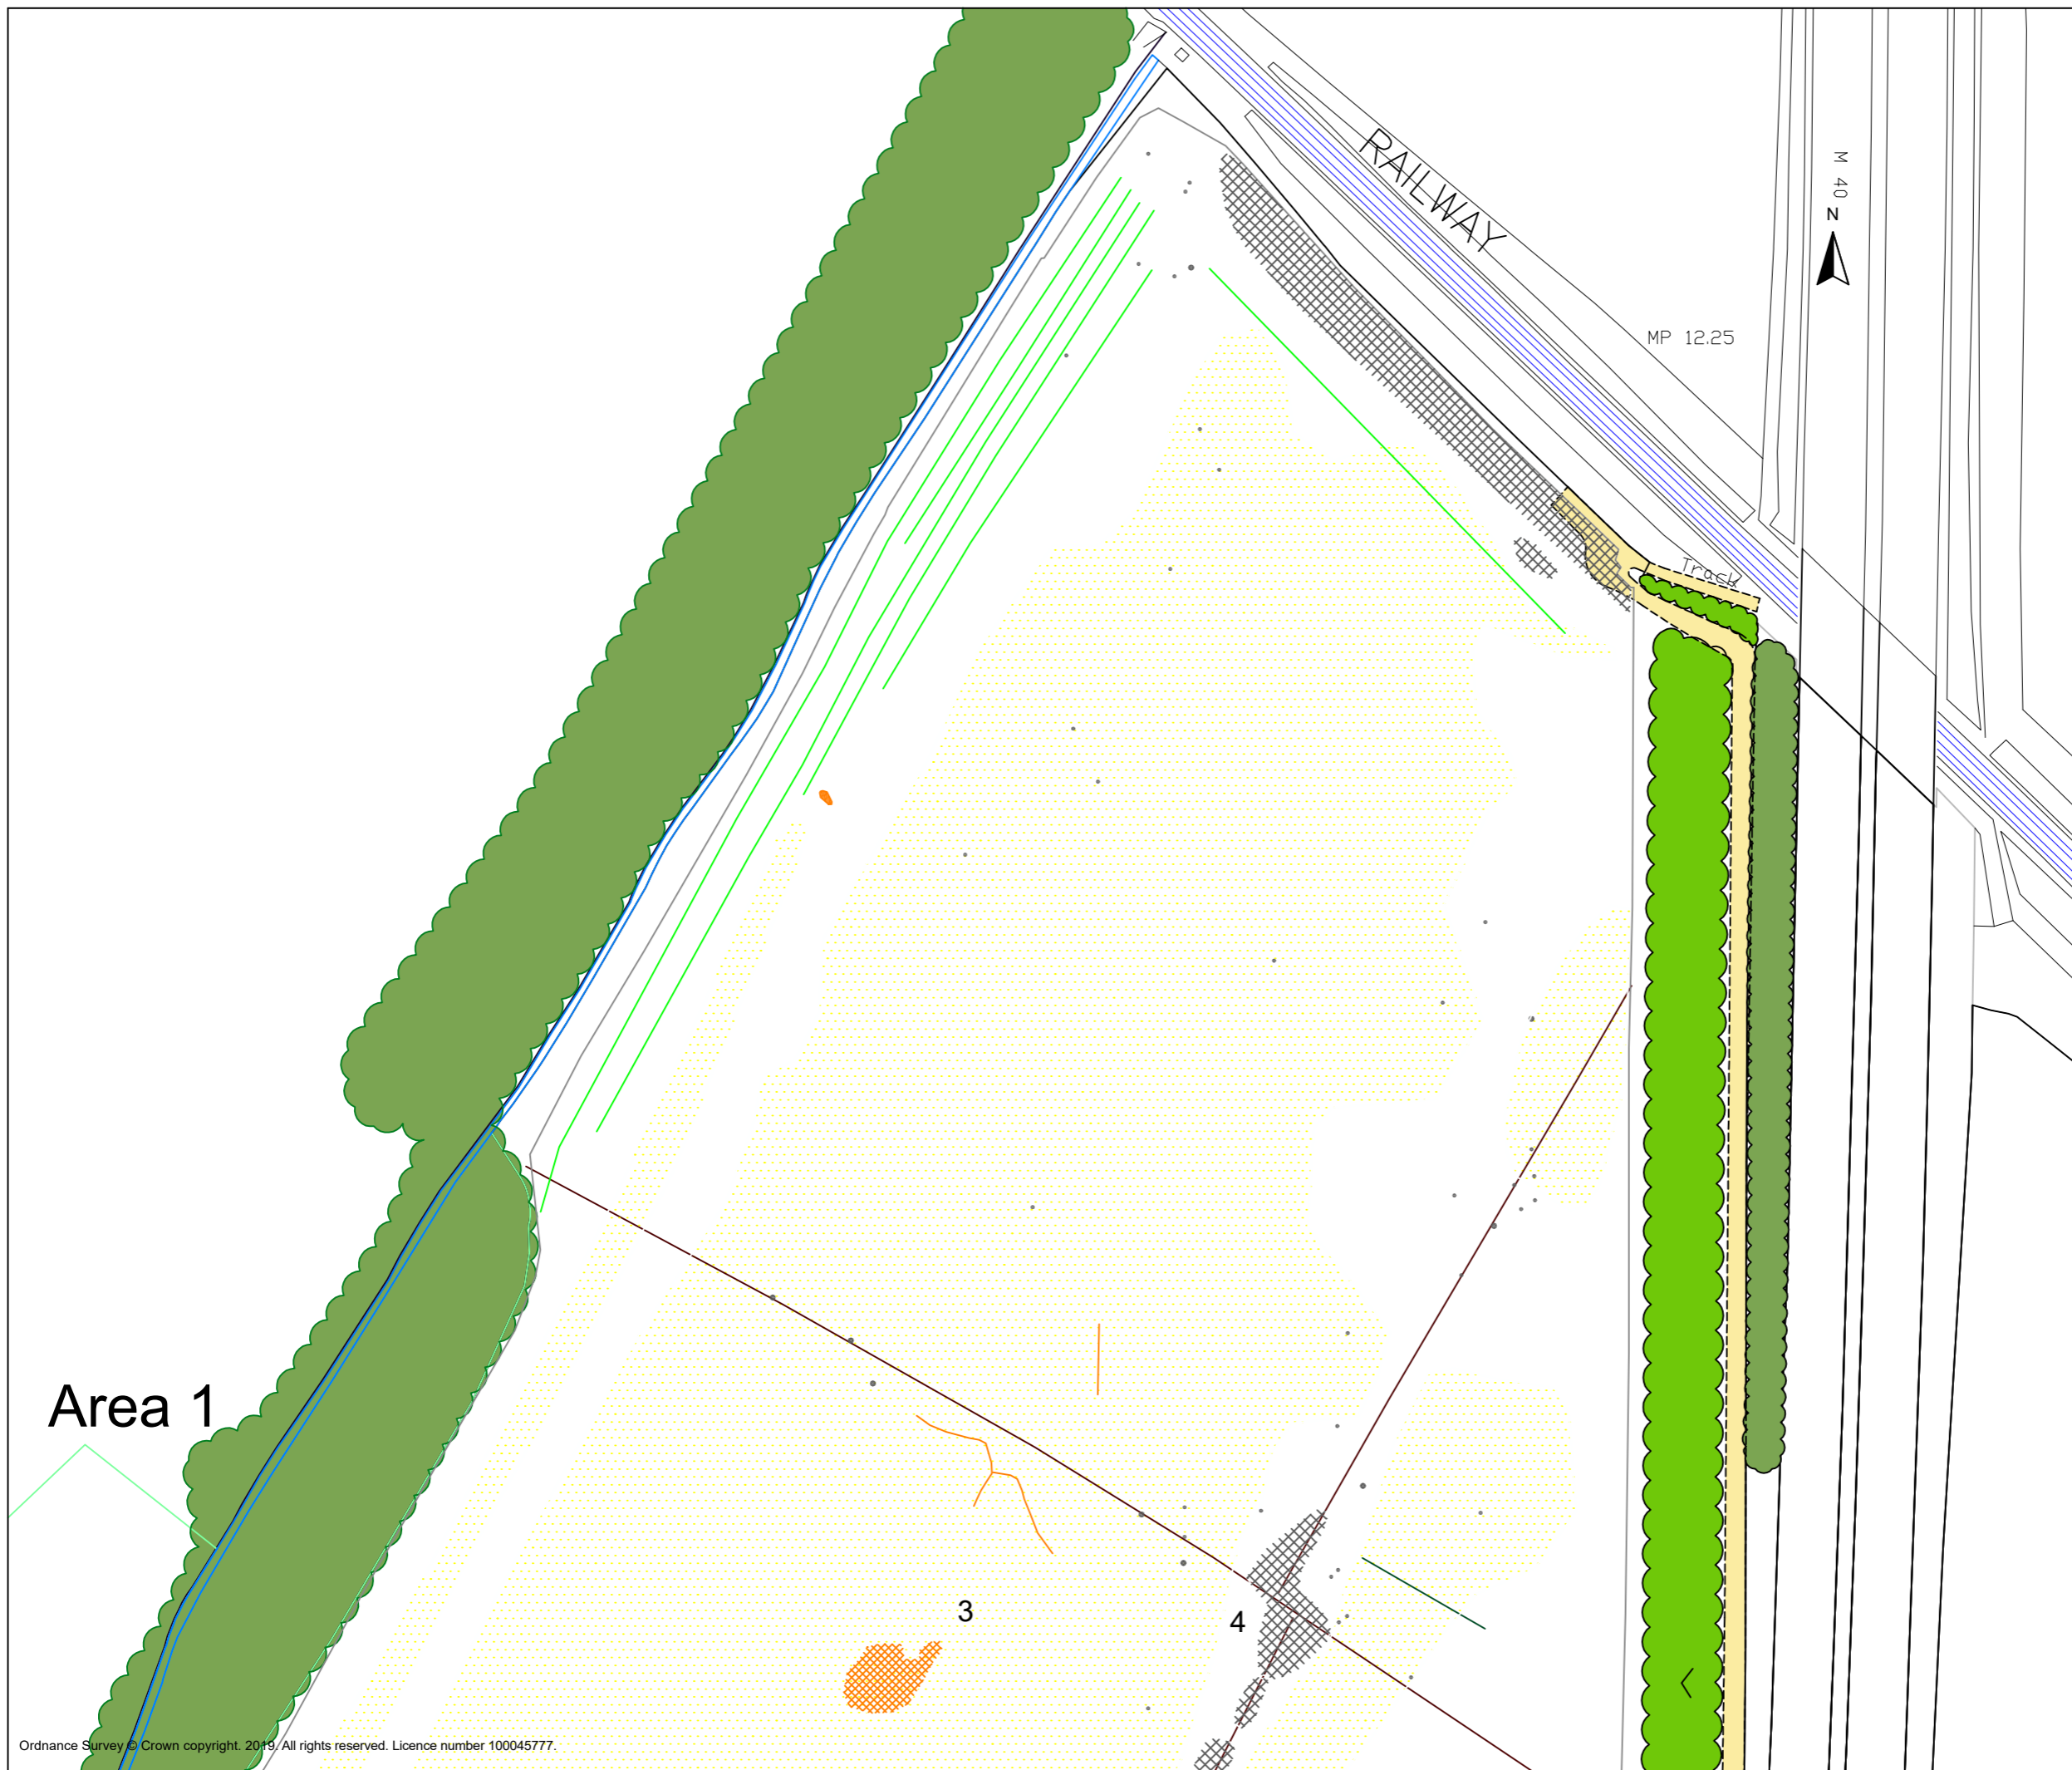 RAILWAY
M 40
N
MP 12.25
Track
Area 1
3
4
Ordnance Survey © Crown copyright. 2019. All rights reserved. Licence number 100045777.